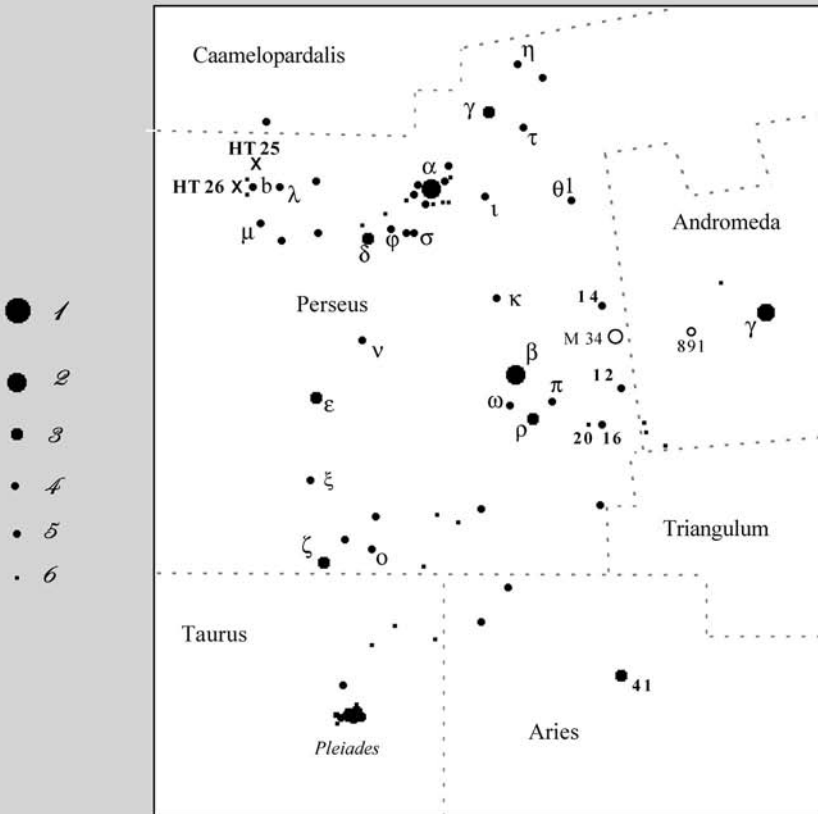 η
Caamelopardalis
γ
τ
HT 25
α
HT 26 X b λ
X
ι
θ1
Andromeda
μ
δ
φ
σ
Perseus
κ
14
1
γ
M 34
891
ν
β
2
12
ω
π
ε
ρ
3
20 16
ξ
4
Triangulum
5
ζ
ο
6
Taurus
41
Aries
Pleiades